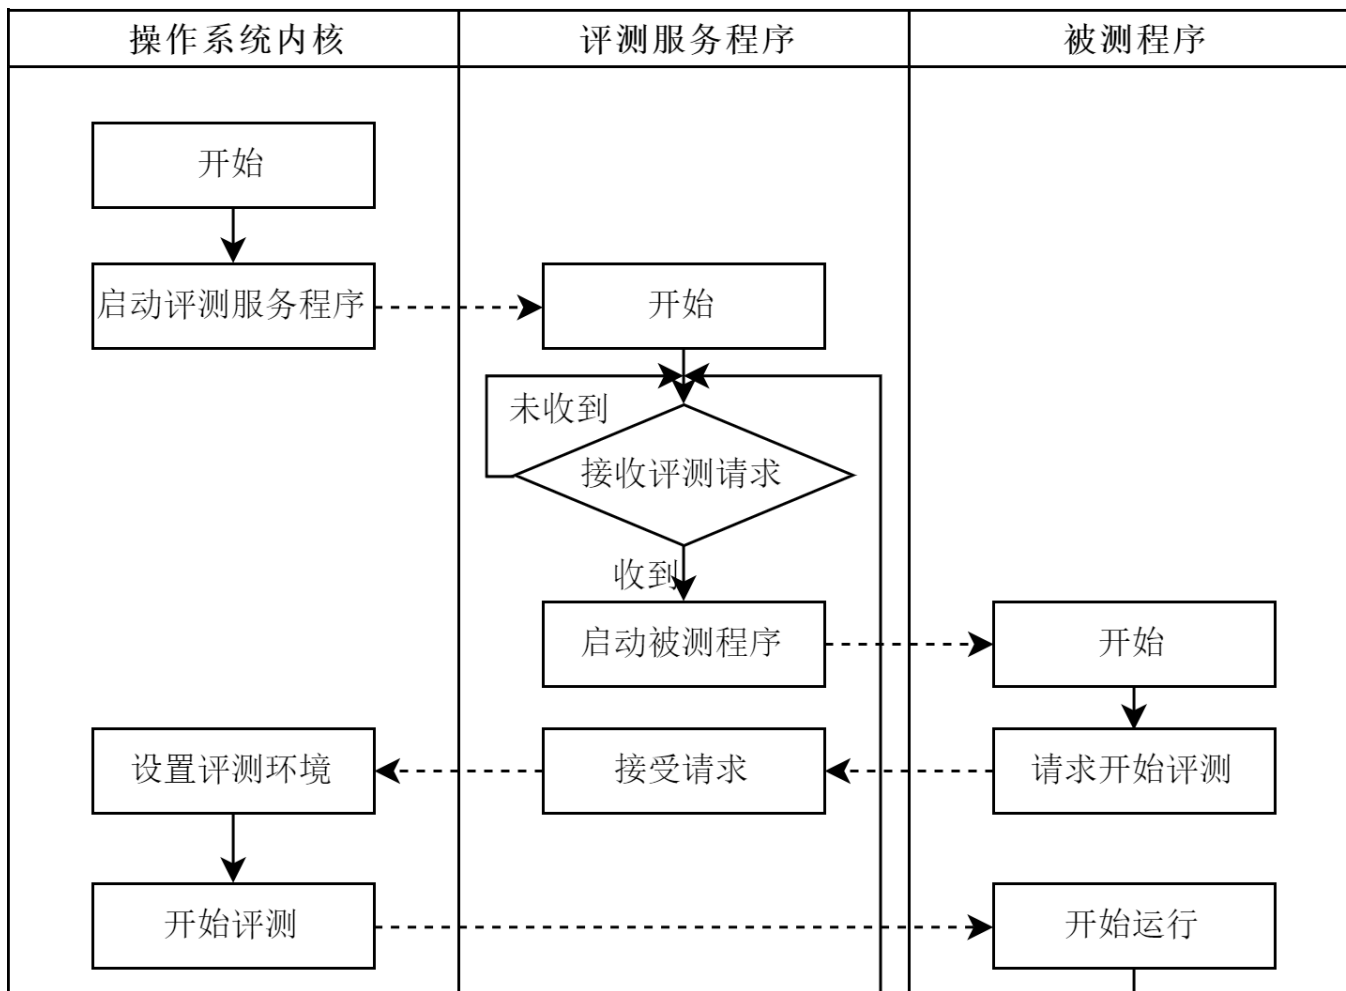 操作系统内核
评测服务程序
被测程序
开始
启动评测服务程序
开始
未收到
接收评测请求
收到
启动被测程序
开始
设置评测环境
接受请求
请求开始评测
开始评测
开始运行